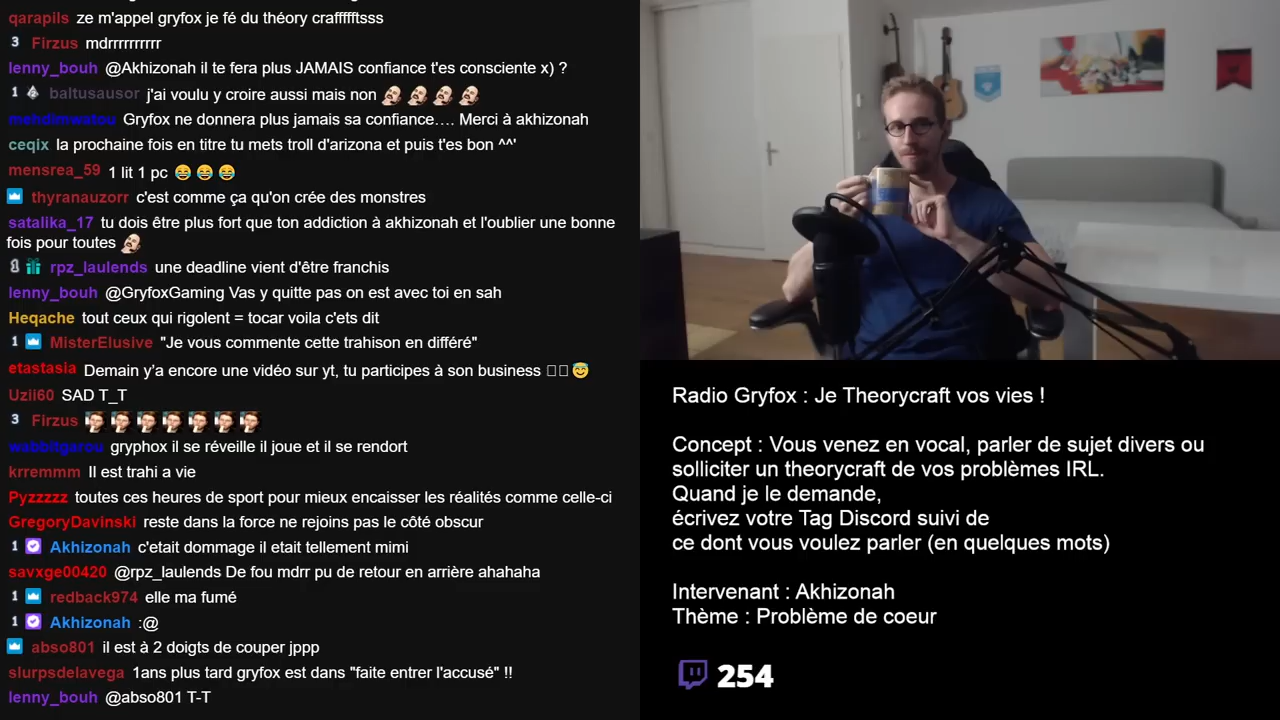 qarapils ze m'appel gryfox je fé du théory craffffftsss
3 Firzus mdrrrrrrrrrr
lenny_bouh @Akhizonah il te fera plus JAMAIS confiance t'es consciente x) ?
1 baltusausor j'ai voulu y croire aussi mais non
mehdimwatou Gryfox ne donnera plus jamais sa confiance…. Merci à akhizonah
ceqix la prochaine fois en titre tu mets troll d'arizona et puis t'es bon ^^'
mensrea_59 1 lit 1 pc 😂 😂 😂
thyranauzorr c'est comme ça qu'on crée des monstres
satalika_17 tu dois être plus fort que ton addiction à akhizonah et l'oublier une bonne
fois pour toutes
rpz_laulends une deadline vient d'être franchis
lenny_bouh @GryfoxGaming Vas y quitte pas on est avec toi en sah
Heqache tout ceux qui rigolent = tocar voila c'ets dit
1 MisterElusive "Je vous commente cette trahison en différé"
etastasia Demain y'a encore une vidéo sur yt, tu participes à son business 😇
Uzii60 SAD T_T
3 Firzus
wabbitgarou gryphox il se réveille il joue et il se rendort
krremmm Il est trahi a vie
Pyzzzzz toutes ces heures de sport pour mieux encaisser les réalités comme celle-ci
GregoryDavinski reste dans la force ne rejoins pas le côté obscur
1 Akhizonah c'etait dommage il etait tellement mimi
savxge00420 @rpz_laulends De fou mdrr pu de retour en arrière ahahaha
1 redback974 elle ma fumé
1 Akhizonah :@
abso801 il est à 2 doigts de couper jppp
slurpsdelavega 1ans plus tard gryfox est dans "faite entrer l'accusé" !!
lenny_bouh @abso801 T-T
Radio Gryfox : Je Theorycraft vos vies !
Concept : Vous venez en vocal, parler de sujet divers ou
solliciter un theorycraft de vos problèmes IRL.
Quand je le demande,
écrivez votre Tag Discord suivi de
ce dont vous voulez parler (en quelques mots)
Intervenant : Akhizonah
Thème : Problème de coeur
254